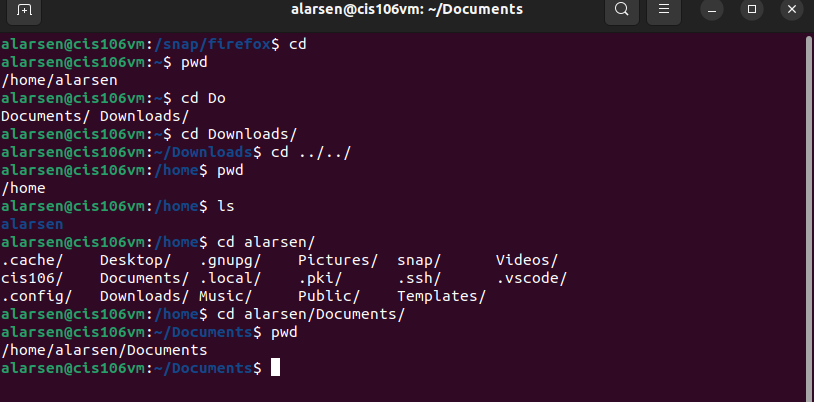 alarsen@cis106vm: ~/Documents
alarsen@cis106vm:/snap/firefox$ cd
alarsen@cis106vm:~$ pwd
/home/alarsen
alarsen@cis106vm:~$ cd Do
Documents/ Downloads/
alarsen@cis106vm:~$ cd Downloads/
alarsen@cis106vm:~/Downloads$ cd ../../
alarsen@cis106vm:/home$ pwd
/home
alarsen@cis106vm:/home$ ls
alarsen
alarsen@cis106vm:/home$ cd alarsen/
.cache/    Desktop/   .gnupg/    Pictures/  snap/      Videos/
cis106/    Documents/ .local/    .pki/      .ssh/      .vscode/
.config/   Downloads/ Music/     Public/    Templates/
alarsen@cis106vm:/home$ cd alarsen/Documents/
alarsen@cis106vm:~/Documents$ pwd
/home/alarsen/Documents
alarsen@cis106vm:~/Documents$